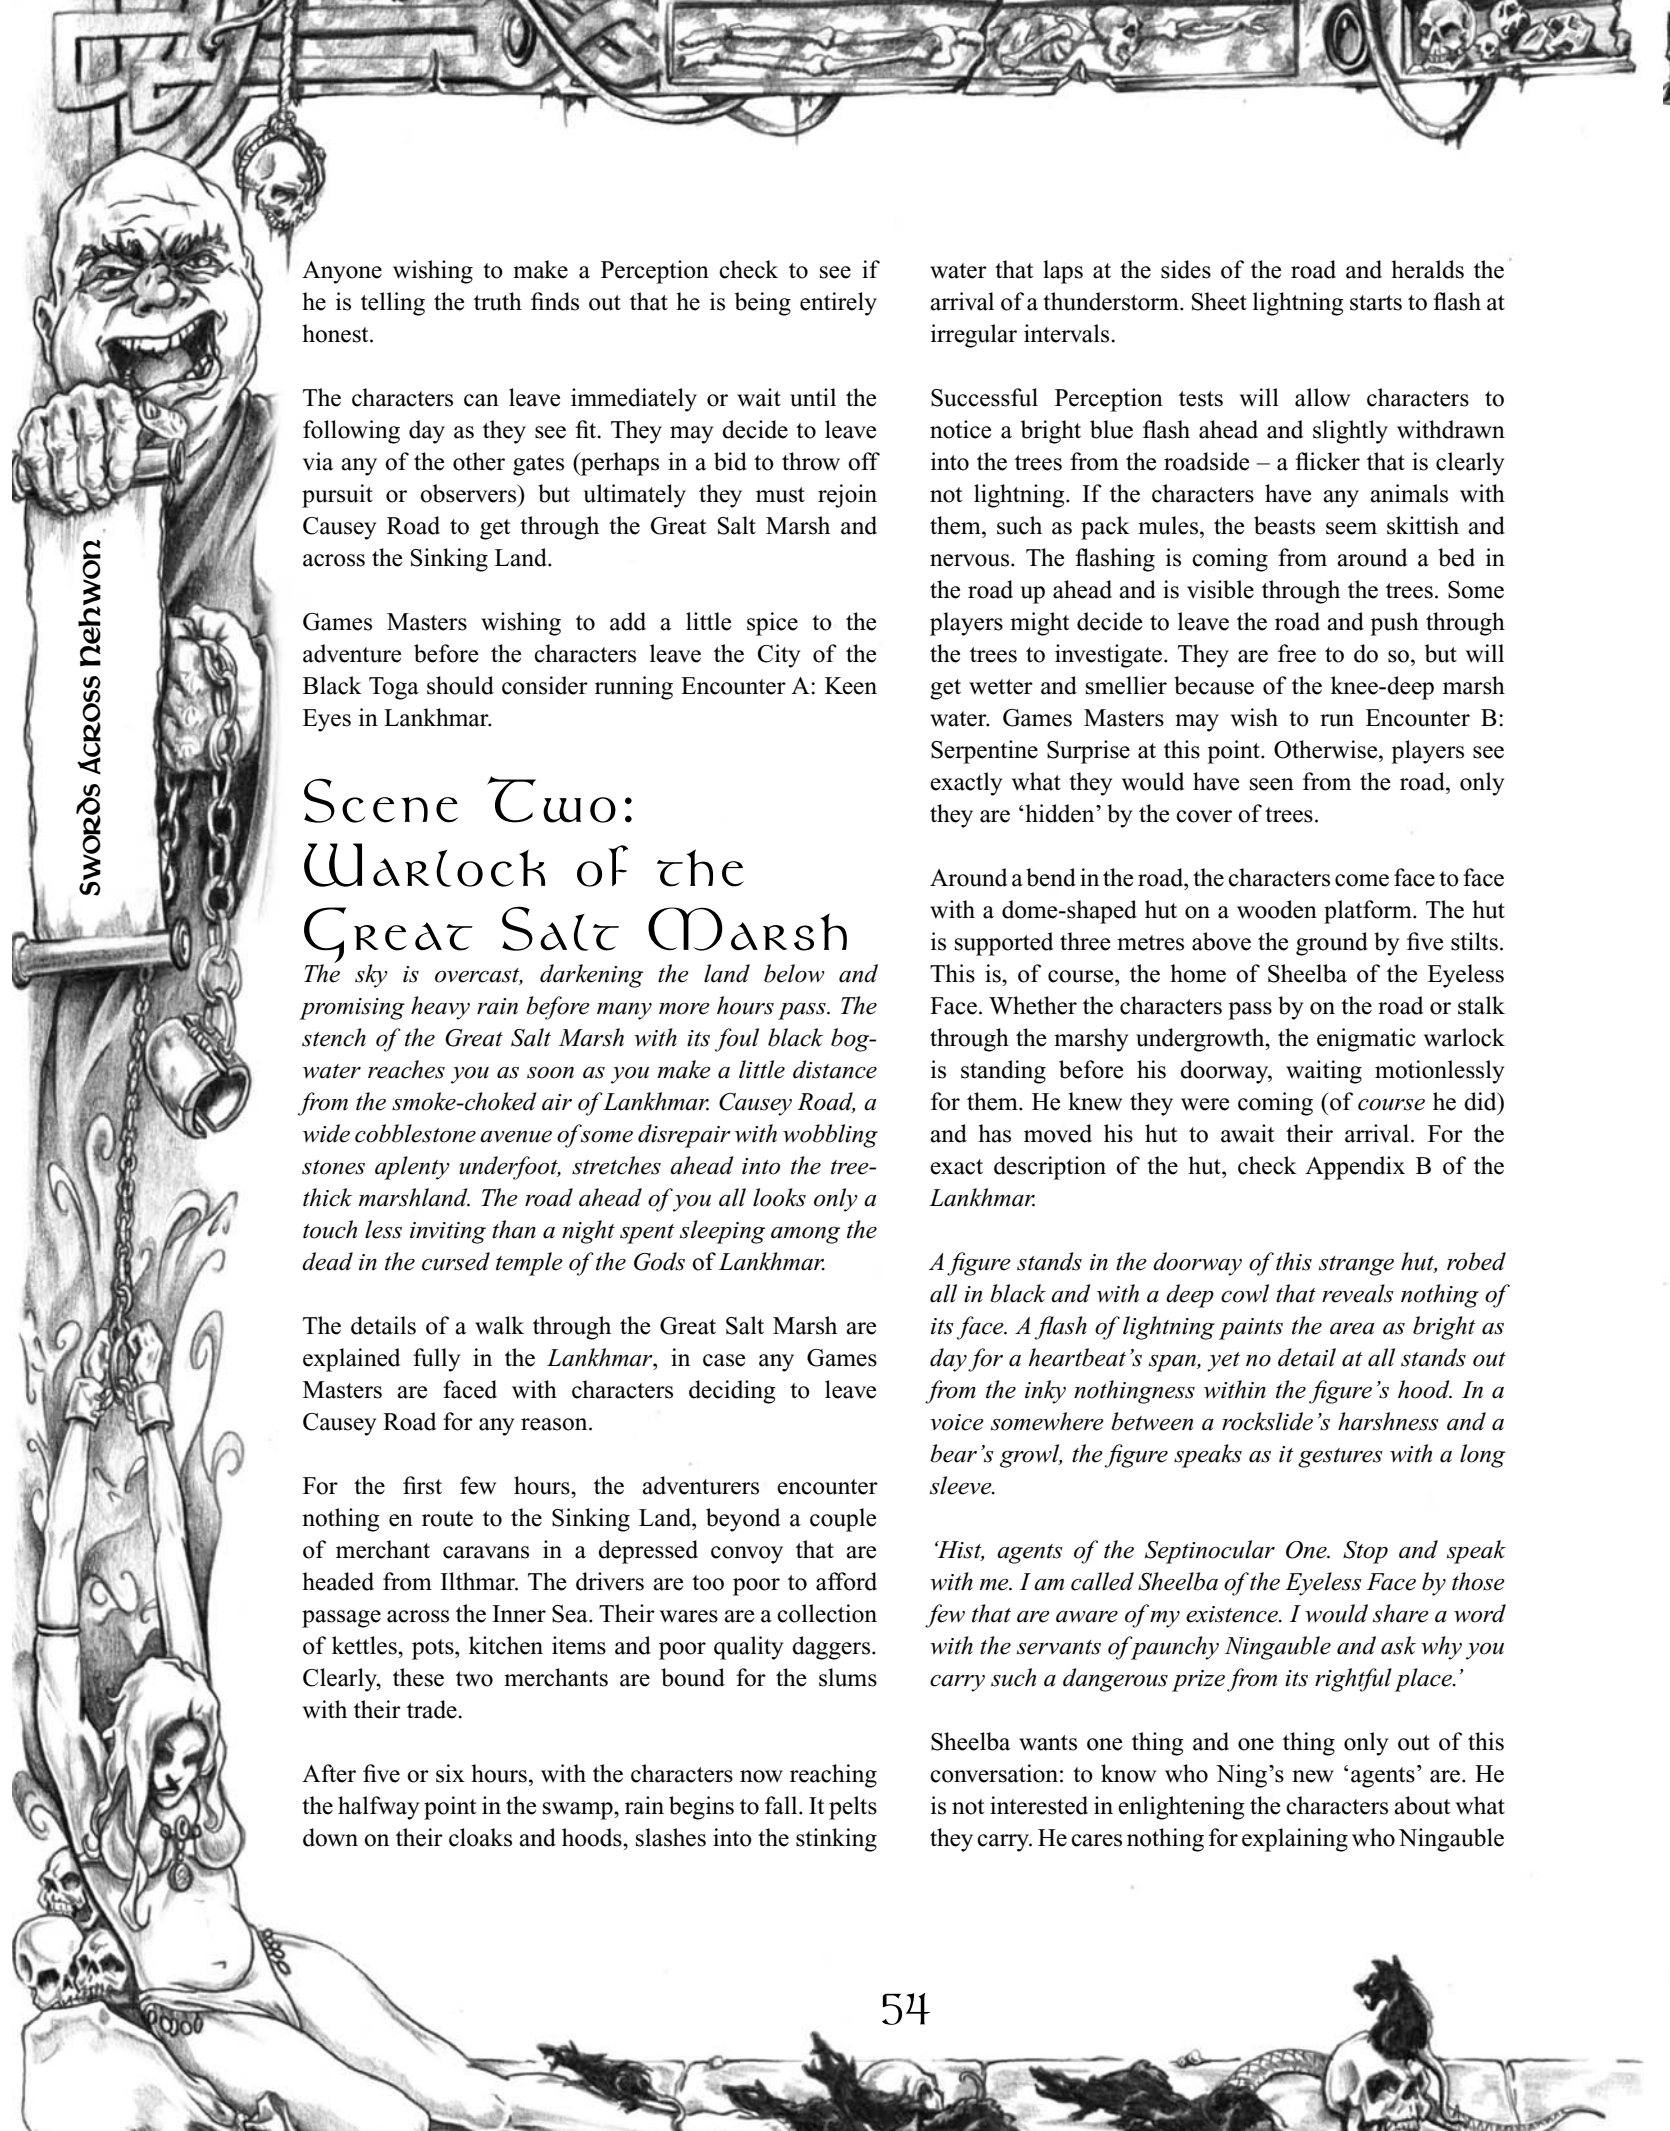 Swords Across Nehwon
Anyone wishing to make a Perception check to see if
he is telling the truth finds out that he is being entirely
honest.
The characters can leave immediately or wait until the
following day as they see fit. They may decide to leave
via any of the other gates (perhaps in a bid to throw off
pursuit or observers) but ultimately they must rejoin
Causey Road to get through the Great Salt Marsh and
across the Sinking Land.
Games Masters wishing to add a little spice to the
adventure before the characters leave the City of the
Black Toga should consider running Encounter A: Keen
Eyes in Lankhmar.
Scene Two:
Warlock of the
Great Salt Marsh
The sky is overcast, darkening the land below and
promising heavy rain before many more hours pass. The
stench of the Great Salt Marsh with its foul black bog-
water reaches you as soon as you make a little distance
from the smoke-choked air of Lankhmar. Causey Road, a
wide cobblestone avenue of some disrepair with wobbling
stones aplenty underfoot, stretches ahead into the tree-
thick marshland. The road ahead of you all looks only a
touch less inviting than a night spent sleeping among the
dead in the cursed temple of the Gods of Lankhmar.
The details of a walk through the Great Salt Marsh are
explained fully in the Lankhmar, in case any Games
Masters are faced with characters deciding to leave
Causey Road for any reason.
For the first few hours, the adventurers encounter
nothing en route to the Sinking Land, beyond a couple
of merchant caravans in a depressed convoy that are
headed from Ilthmar. The drivers are too poor to afford
passage across the Inner Sea. Their wares are a collection
of kettles, pots, kitchen items and poor quality daggers.
Clearly, these two merchants are bound for the slums
with their trade.
After five or six hours, with the characters now reaching
the halfway point in the swamp, rain begins to fall. It pelts
down on their cloaks and hoods, slashes into the stinking
water that laps at the sides of the road and heralds the
arrival of a thunderstorm. Sheet lightning starts to flash at
irregular intervals.
Successful Perception tests will allow characters to
notice a bright blue flash ahead and slightly withdrawn
into the trees from the roadside – a flicker that is clearly
not lightning. If the characters have any animals with
them, such as pack mules, the beasts seem skittish and
nervous. The flashing is coming from around a bed in
the road up ahead and is visible through the trees. Some
players might decide to leave the road and push through
the trees to investigate. They are free to do so, but will
get wetter and smellier because of the knee-deep marsh
water. Games Masters may wish to run Encounter B:
Serpentine Surprise at this point. Otherwise, players see
exactly what they would have seen from the road, only
they are ‘hidden’ by the cover of trees.
Around a bend in the road, the characters come face to face
with a dome-shaped hut on a wooden platform. The hut
is supported three metres above the ground by five stilts.
This is, of course, the home of Sheelba of the Eyeless
Face. Whether the characters pass by on the road or stalk
through the marshy undergrowth, the enigmatic warlock
is standing before his doorway, waiting motionlessly
for them. He knew they were coming (of course he did)
and has moved his hut to await their arrival. For the
exact description of the hut, check Appendix B of the
Lankhmar.
A figure stands in the doorway of this strange hut, robed
all in black and with a deep cowl that reveals nothing of
its face. A flash of lightning paints the area as bright as
day for a heartbeat’s span, yet no detail at all stands out
from the inky nothingness within the figure’s hood. In a
voice somewhere between a rockslide’s harshness and a
bear’s growl, the figure speaks as it gestures with a long
sleeve.
‘Hist, agents of the Septinocular One. Stop and speak
with me. I am called Sheelba of the Eyeless Face by those
few that are aware of my existence. I would share a word
with the servants of paunchy Ningauble and ask why you
carry such a dangerous prize from its rightful place.’
Sheelba wants one thing and one thing only out of this
conversation: to know who Ning’s new ‘agents’ are. He
is not interested in enlightening the characters about what
they carry. He cares nothing for explaining who Ningauble
54